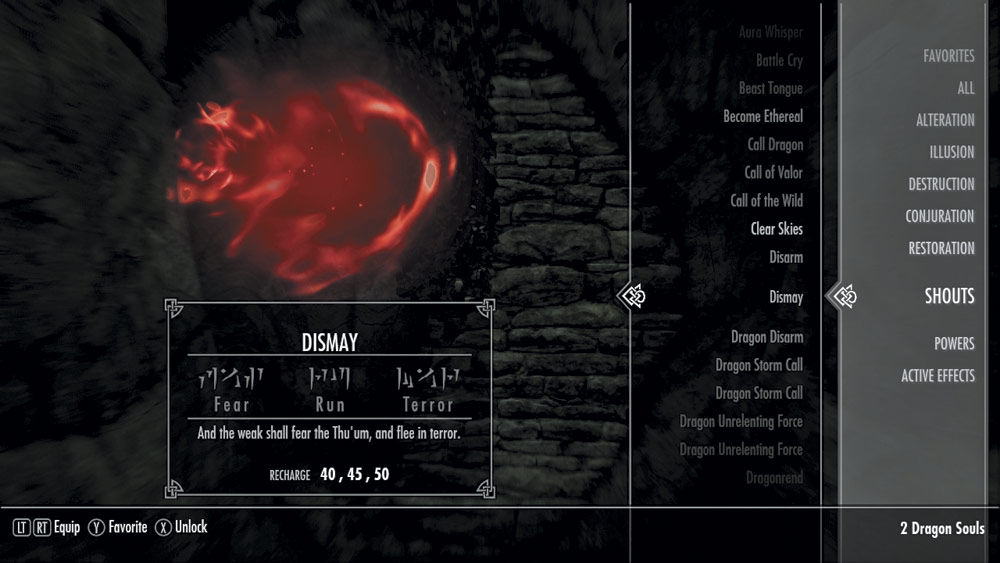 Aura Whisper
Battle Cry
Beast Tongue
Become Ethereal
Call Dragon
Call of Valor
Call of the Wild
Clear Skies
Disarm
Dismay
Dragon Disarm
Dragon Storm Call
Dragon Storm Call
Dragon Unrelenting Force
Dragon Unrelenting Force
Dragonrend
FAVORITES
ALL
ALTERATION
ILLUSION
DESTRUCTION
CONJURATION
RESTORATION
SHOUTS
POWERS
ACTIVE EFFECTS
DISMAY
Fear Run Terror
And the weak shall fear the Thu'um, and flee in terror.
RECHARGE 40 , 45 , 50
LT RT Equip Y Favorite X Unlock
2 Dragon Souls